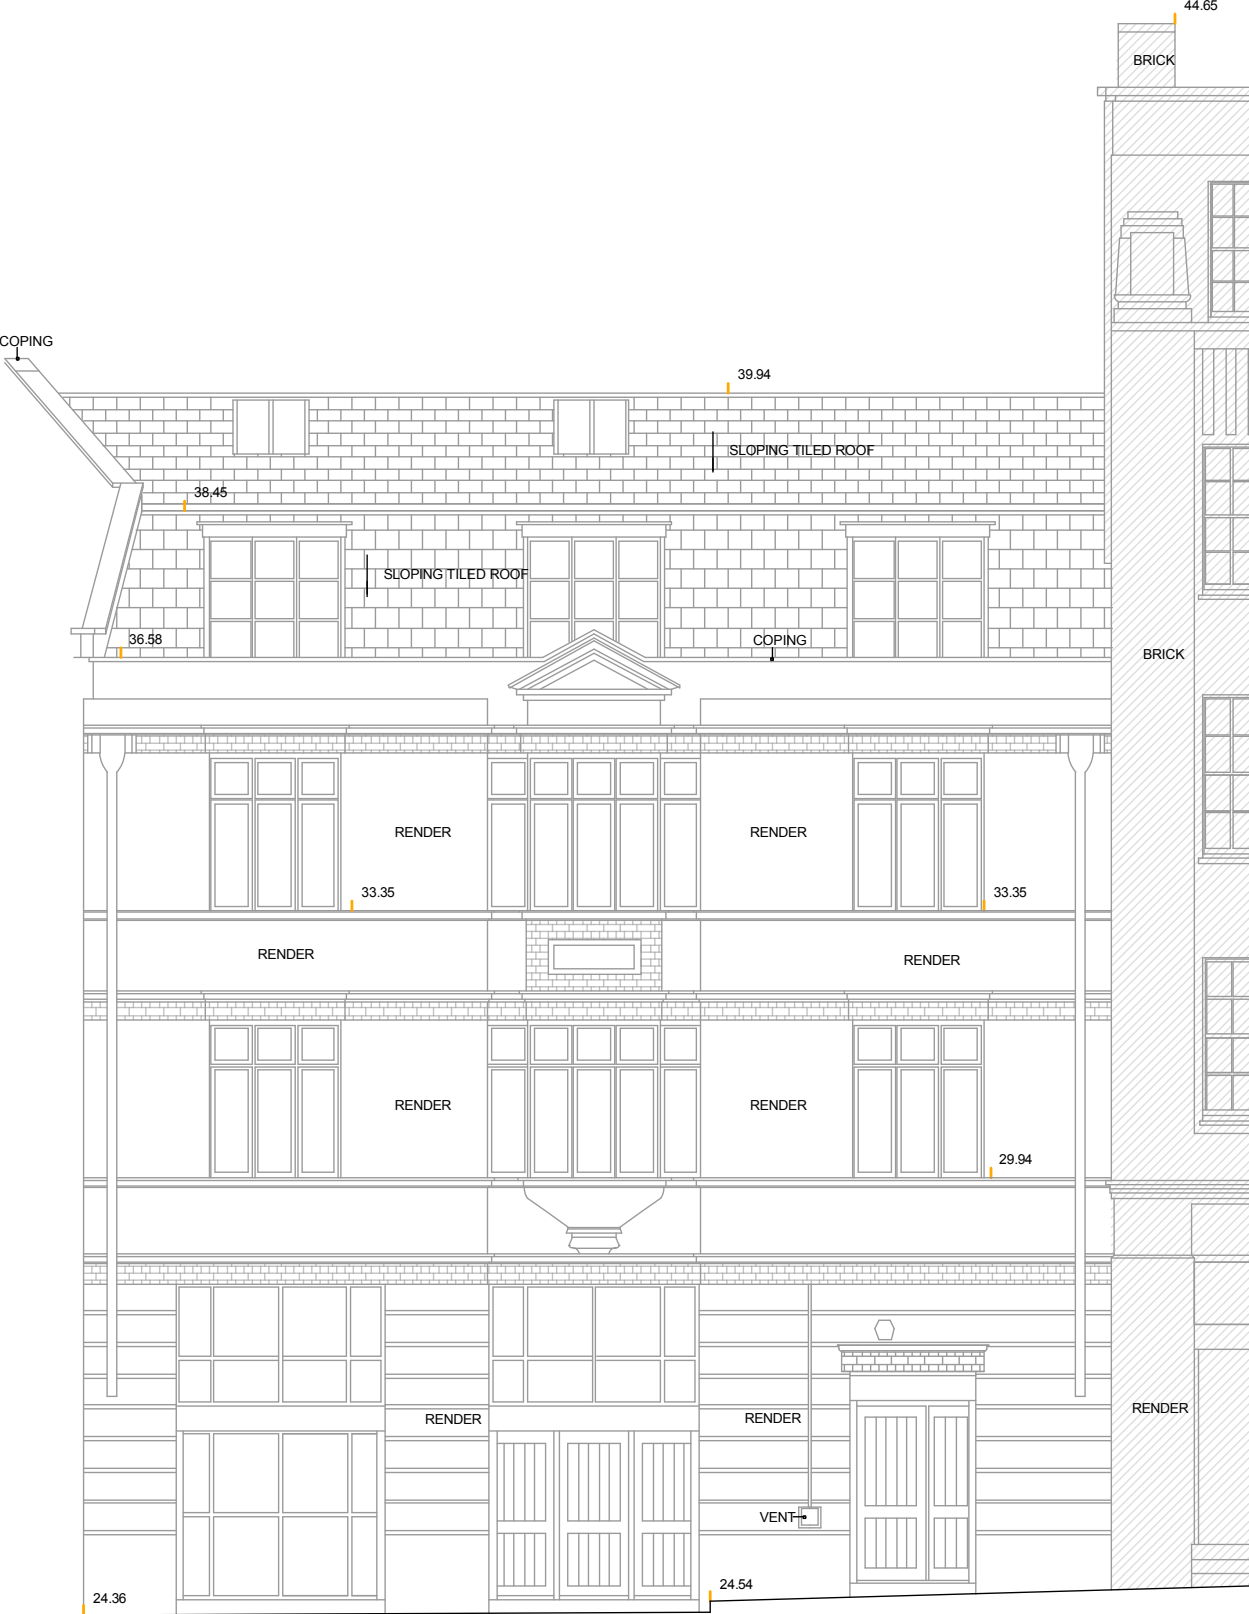 44.65
BRICK
COPING
39.94
SLOPING TILED ROOF
38.45
SLOPING TILED ROOF
36.58
COPING
BRICK
RENDER
RENDER
33.35
33.35
RENDER
RENDER
RENDER
RENDER
29.94
RENDER
RENDER
RENDER
VENT
24.54
24.36